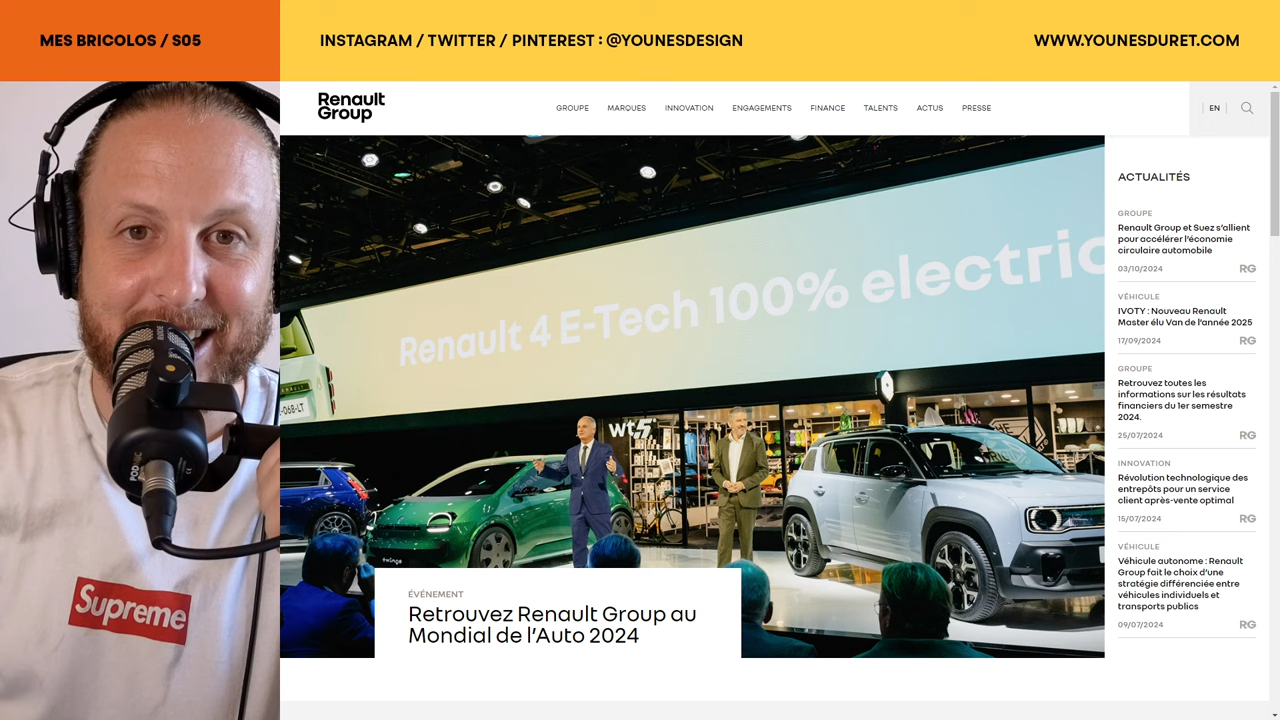 MES BRICOLOS / S05
INSTAGRAM / TWITTER / PINTEREST : @YOUNESDESIGN
WWW.YOUNESDURET.COM
Renault
Group
GROUPE
MARQUES
INNOVATION
ENGAGEMENTS
FINANCE
TALENTS
ACTUS
PRESSE
EN
Renault 4 E-Tech 100% electric
wt5
twingo
POD MIC
RØDE
Supreme
ÉVÉNEMENT
Retrouvez Renault Group au
Mondial de l’Auto 2024
ACTUALITÉS
GROUPE
Renault Group et Suez s’allient
pour accélérer l’économie
circulaire automobile
03/10/2024
RG
VÉHICULE
IVOTY : Nouveau Renault
Master élu Van de l’année 2025
17/09/2024
RG
GROUPE
Retrouvez toutes les
informations sur les résultats
financiers du 1er semestre
2024.
25/07/2024
RG
INNOVATION
Révolution technologique des
entrepôts pour un service
client après-vente optimal
15/07/2024
RG
VÉHICULE
Véhicule autonome : Renault
Group fait le choix d’une
stratégie différenciée entre
véhicules individuels et
transports publics
09/07/2024
RG